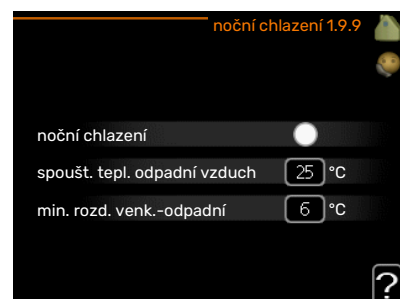 noční chlazení 1.9.9
noční chlazení
spoušt. tepl. odpadní vzduch 25 °C
min. rozd. venk.-odpadní 6 °C
?